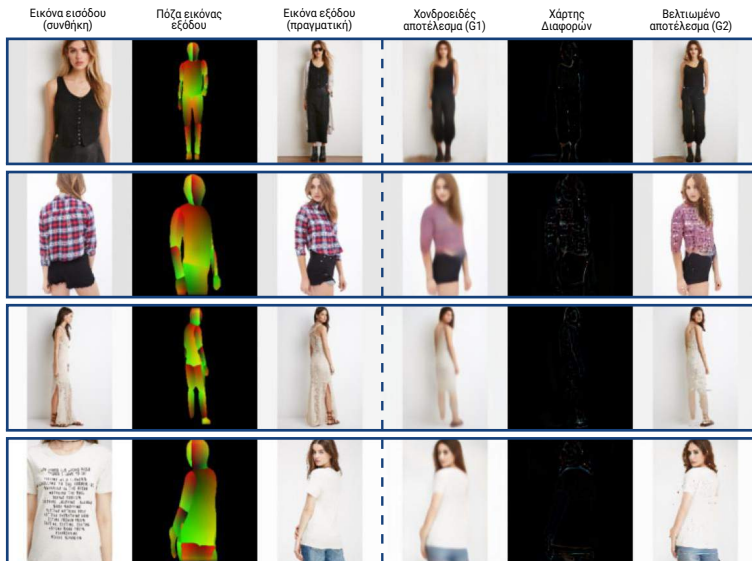 Εικόνα εισόδου
(συνθήκη)
Πόζα εικόνας
εξόδου
Εικόνα εξόδου
(πραγματική)
Χονδροειδές
αποτέλεσμα (G1)
Χάρτης
Διαφορών
Βελτιωμένο
αποτέλεσμα (G2)